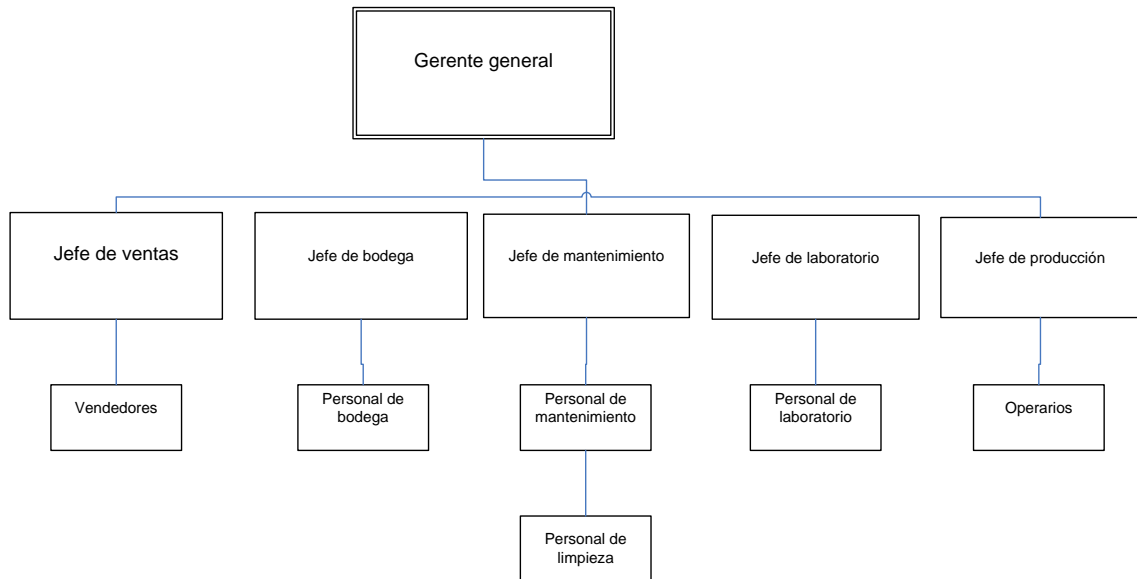 Gerente general
Jefe de ventas
Jefe de bodega
Jefe de mantenimiento
Jefe de laboratorio
Jefe de producción
Vendedores
Personal de
bodega
Personal de
mantenimiento
Personal de
laboratorio
Operarios
Personal de
limpieza